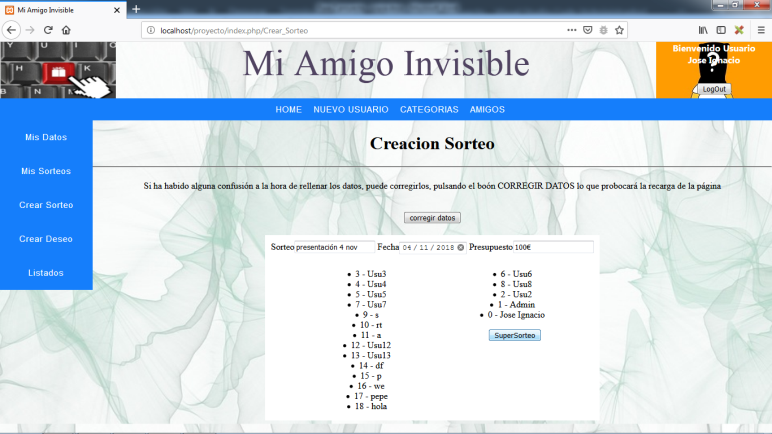 Mi Amigo Invisible
localhost/proyecto/index.php/Crear_Sorteo
Mi Amigo Invisible
Bienvenido Usuario
Jose Ignacio
LogOut
HOME NUEVO USUARIO CATEGORIAS AMIGOS
Mis Datos
Mis Sorteos
Crear Sorteo
Crear Deseo
Listados
Creacion Sorteo
Si ha habido alguna confusión a la hora de rellenar los datos, puede corregirlos, pulsando el boón CORREGIR DATOS lo que probocará la recarga de la página
corregir datos
Sorteo presentación 4 nov Fecha 04 / 11 / 2018 Presupuesto 100€
3 - Usu3
4 - Usu4
5 - Usu5
7 - Usu7
9 - s
10 - rt
11 - a
12 - Usu12
13 - Usu13
14 - df
15 - p
16 - we
17 - pepe
18 - hola
6 - Usu6
8 - Usu8
2 - Usu2
1 - Admin
0 - Jose Ignacio
SuperSorteo